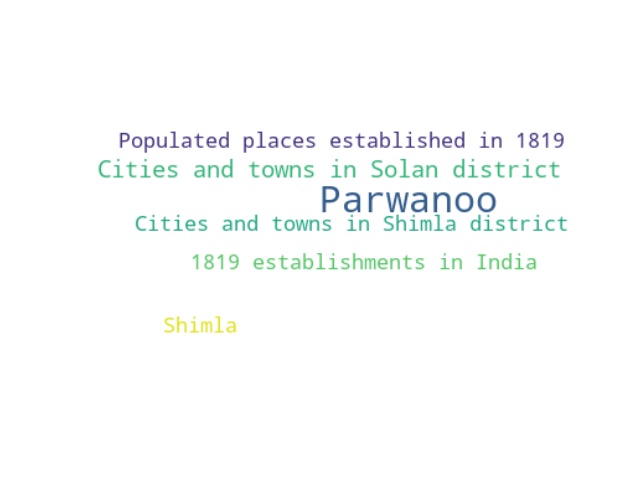 Populated places established in 1819
Cities and towns in Solan district
Parwanoo
Cities and towns in Shimla district
1819 establishments in India
Shimla